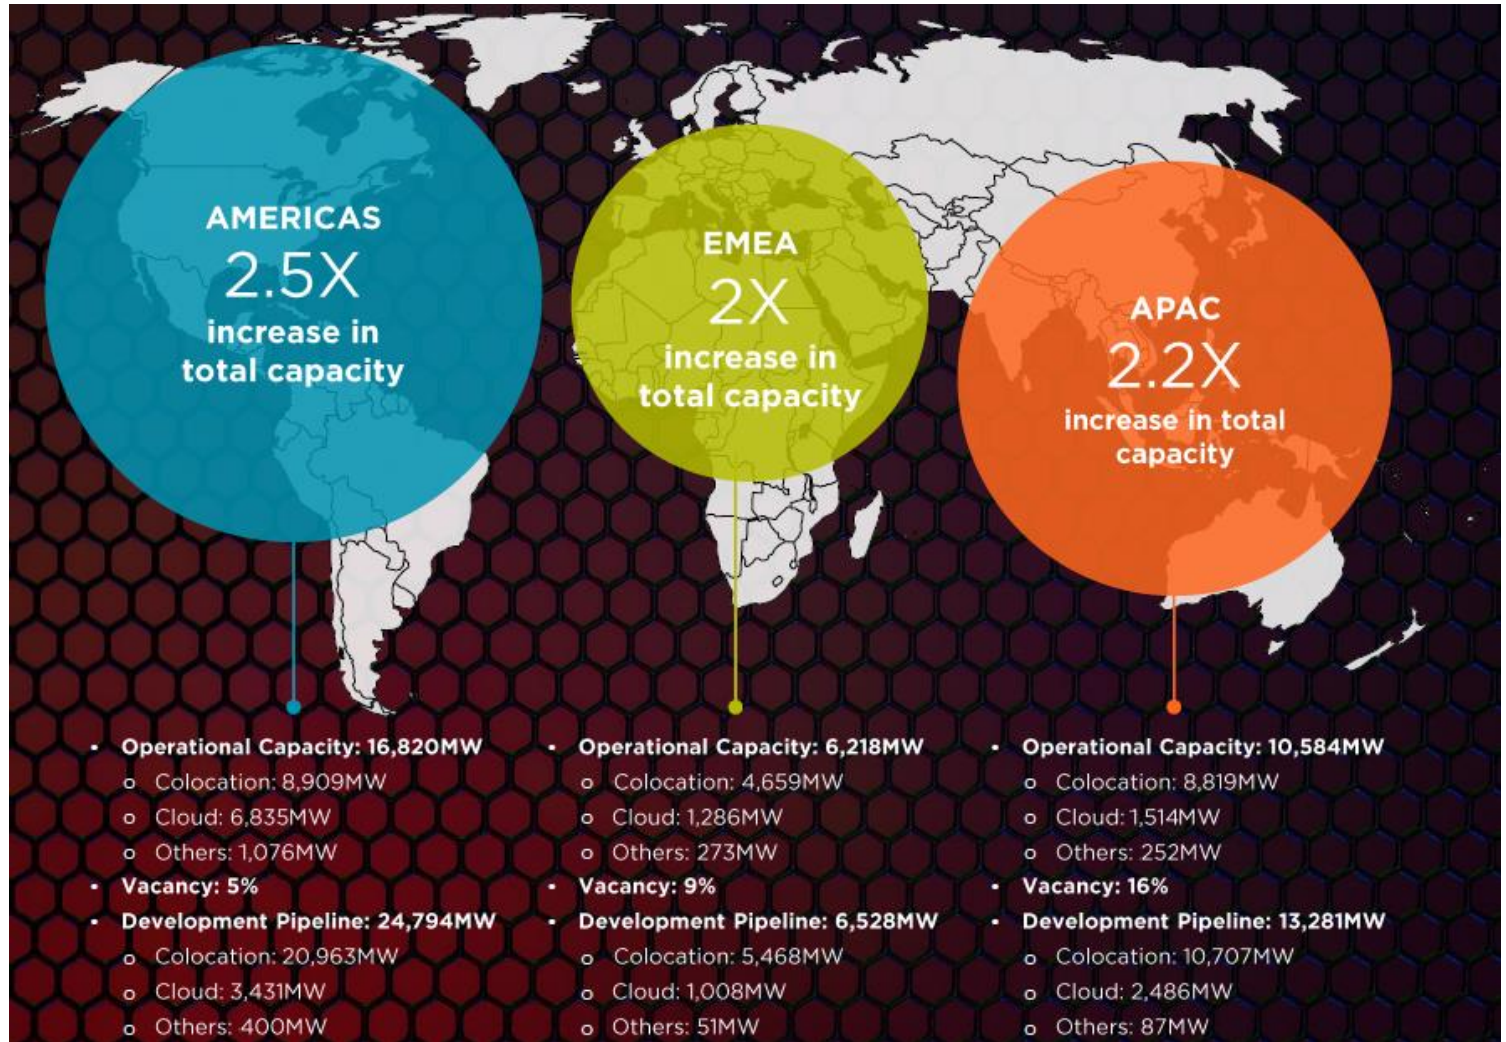 AMERICAS
2.5X
increase in
total capacity
EMEA
2X
increase in
total capacity
APAC
2.2X
increase in total
capacity
• Operational Capacity: 16,820MW
o Colocation: 8,909MW
o Cloud: 6,835MW
o Others: 1,076MW
• Vacancy: 5%
• Development Pipeline: 24,794MW
o Colocation: 20,963MW
o Cloud: 3,431MW
o Others: 400MW
• Operational Capacity: 6,218MW
o Colocation: 4,659MW
o Cloud: 1,286MW
o Others: 273MW
• Vacancy: 9%
• Development Pipeline: 6,528MW
o Colocation: 5,468MW
o Cloud: 1,008MW
o Others: 51MW
• Operational Capacity: 10,584MW
o Colocation: 8,819MW
o Cloud: 1,514MW
o Others: 252MW
• Vacancy: 16%
• Development Pipeline: 13,281MW
o Colocation: 10,707MW
o Cloud: 2,486MW
o Others: 87MW